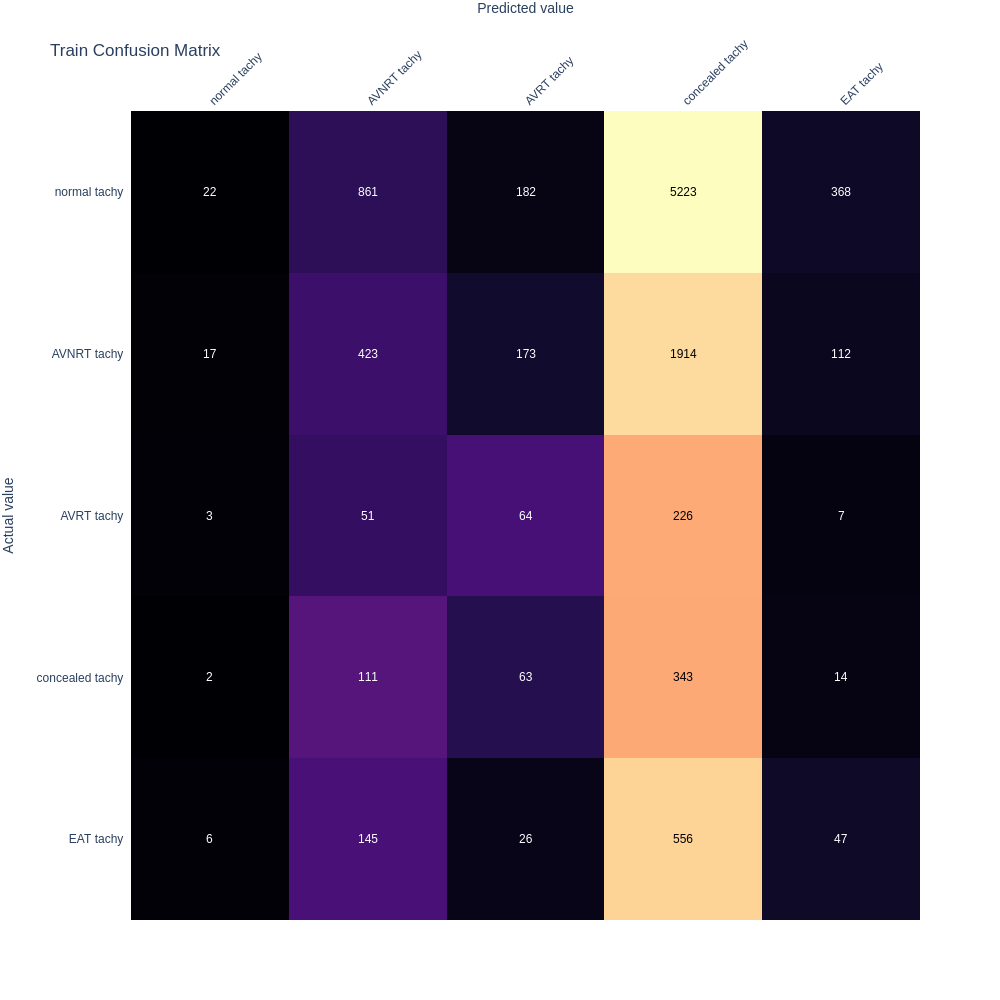 Predicted value
Train Confusion Matrix
normal tachy
AVNRT tachy
AVRT tachy
concealed tachy
EAT tachy
Actual value
normal tachy 22 861 182 5223 368
AVNRT tachy 17 423 173 1914 112
AVRT tachy 3 51 64 226 7
concealed tachy 2 111 63 343 14
EAT tachy 6 145 26 556 47